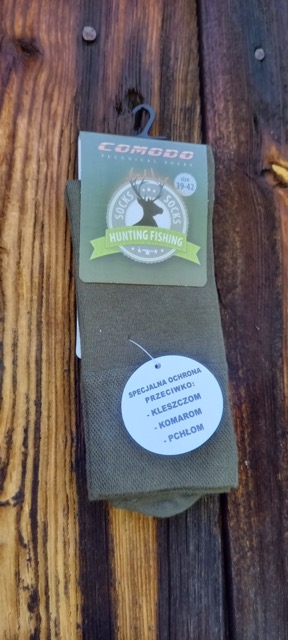 COMODO
TECHNICAL SOCKS
size
39-42
SOCKS SOCKS
HUNTING FISHING
SPECJALNA OCHRONA
PRZECIWKO:
- KLESZCZOM
- KOMAROM
- PCHŁOM